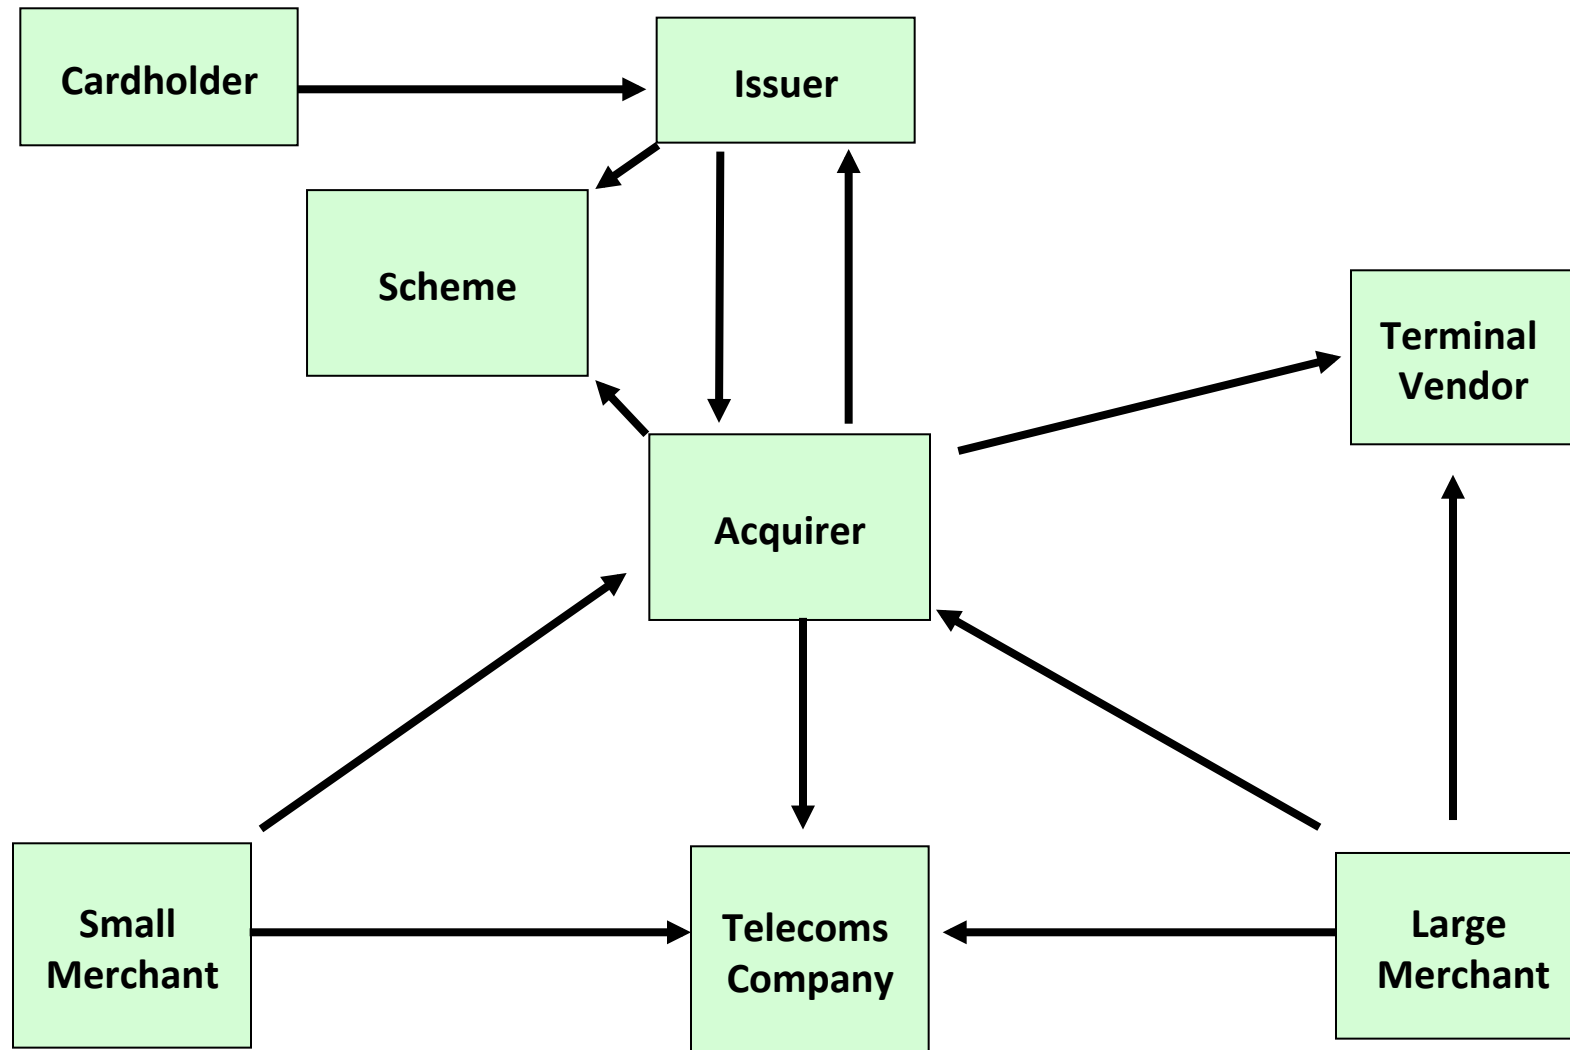 Cardholder
Issuer
Scheme
Terminal
Vendor
Acquirer
Small
Merchant
Telecoms
Company
Large
Merchant